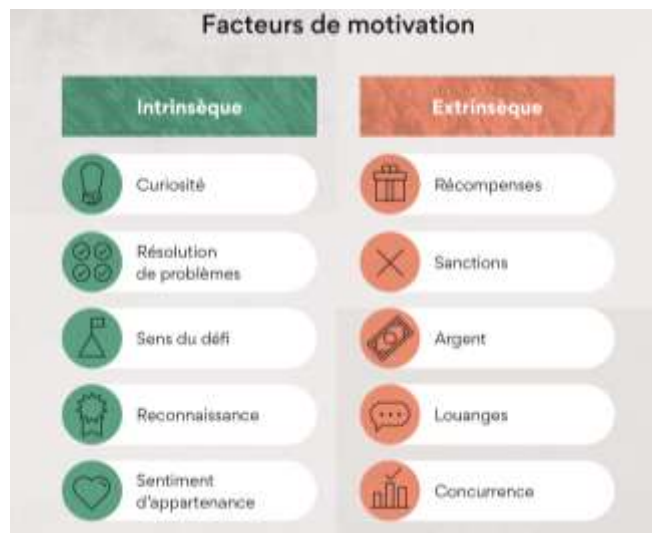 Facteurs de motivation
Intrinsèque
Curiosité
Résolution
de problèmes
Sens du défi
Reconnaissance
Sentiment
d'appartenance
Extrinsèque
Récompenses
Sanctions
Argent
Louanges
Concurrence